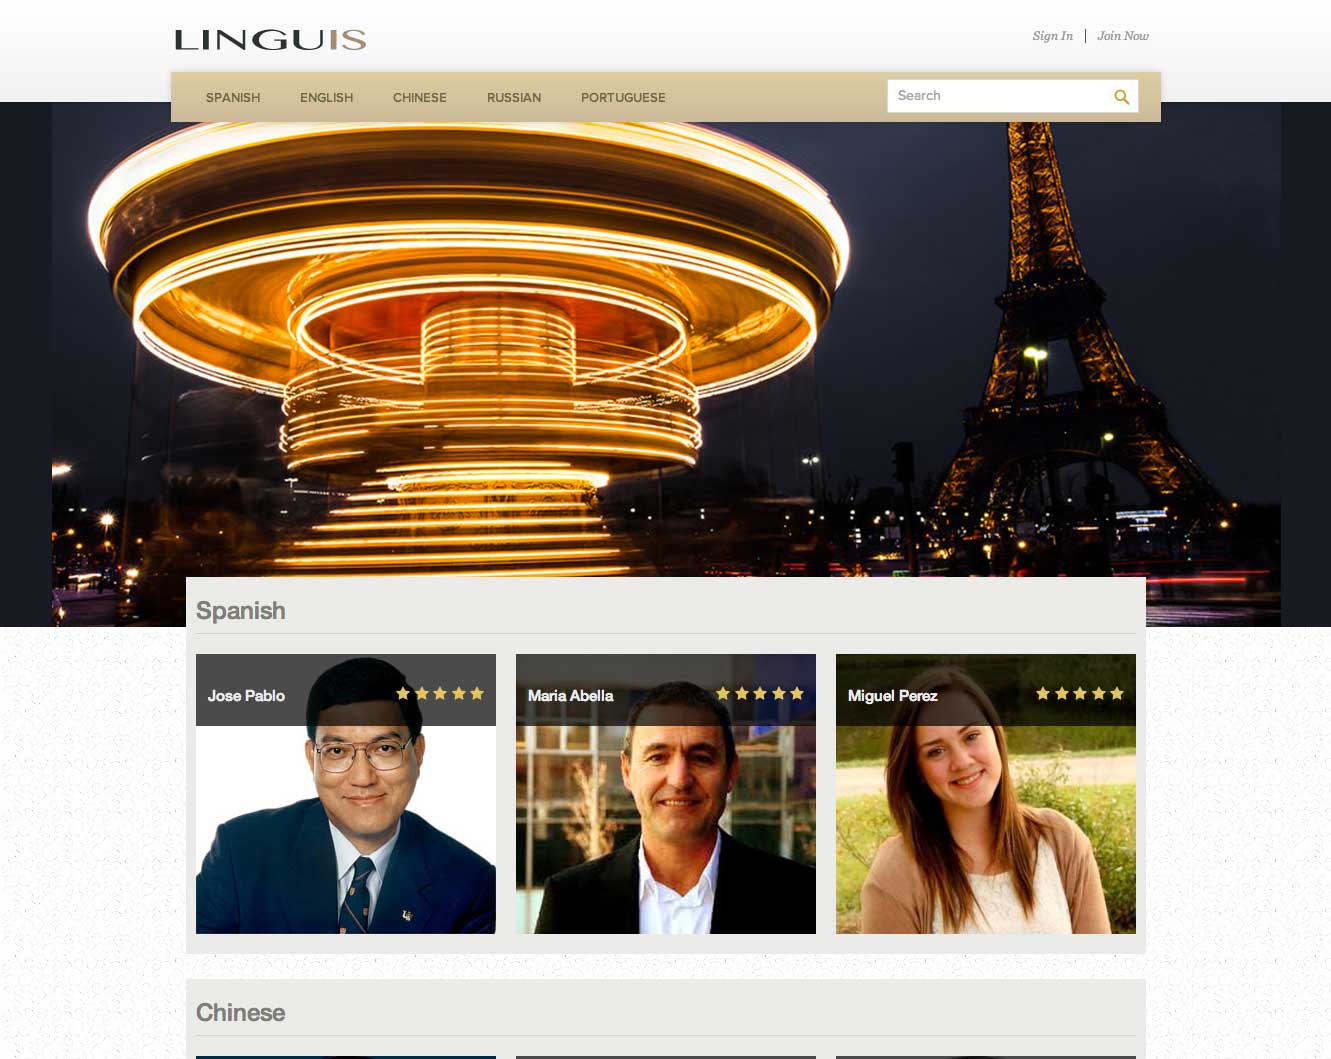 LINGUIS
Sign In | Join Now
SPANISH ENGLISH CHINESE RUSSIAN PORTUGUESE Search
Spanish
Jose Pablo Maria Abella Miguel Perez
Chinese